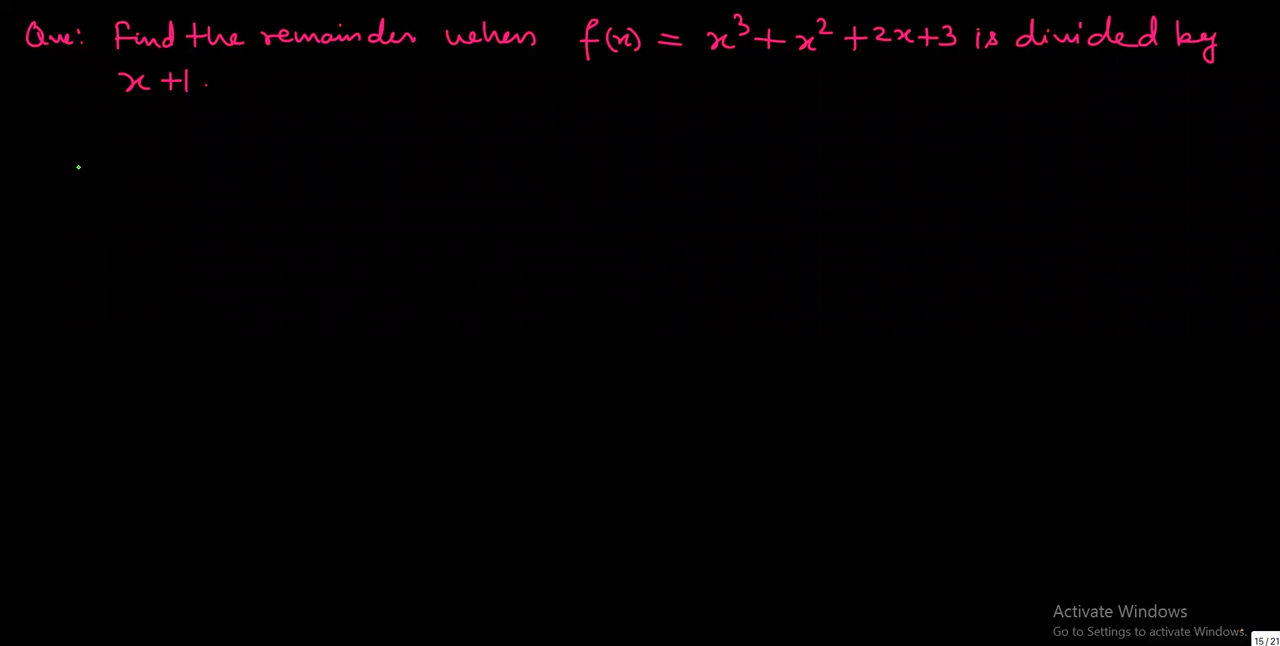 Que: Find the remainder when f(x) = x³ + x² + 2x + 3 is divided by
x + 1.
Activate Windows
Go to Settings to activate Windows.
15 / 21